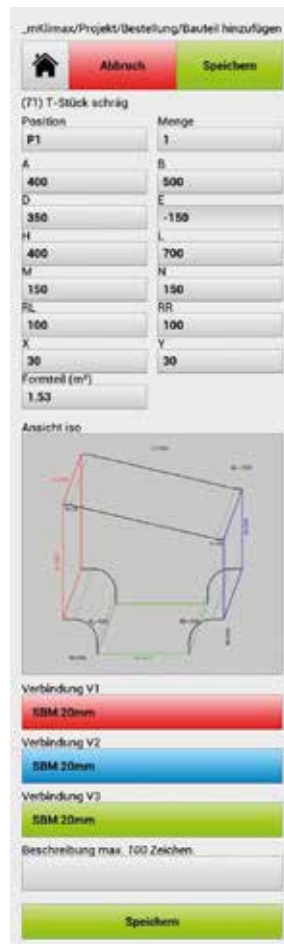 _mKlimax/Projekt/Bestellung/Bauteil hinzufügen
Abbruch Speichern
(71) T-Stück schräg
Position Menge
P1 1
A B
400 500
D E
350 -150
H L
400 700
M N
150 150
RL RR
100 100
X Y
30 30
Formteil (m²)
1.53
Ansicht iso
Verbindung V1
SBM 20mm
Verbindung V2
SBM 20mm
Verbindung V3
SBM 20mm
Beschreibung max. 100 Zeichen.
Speichern